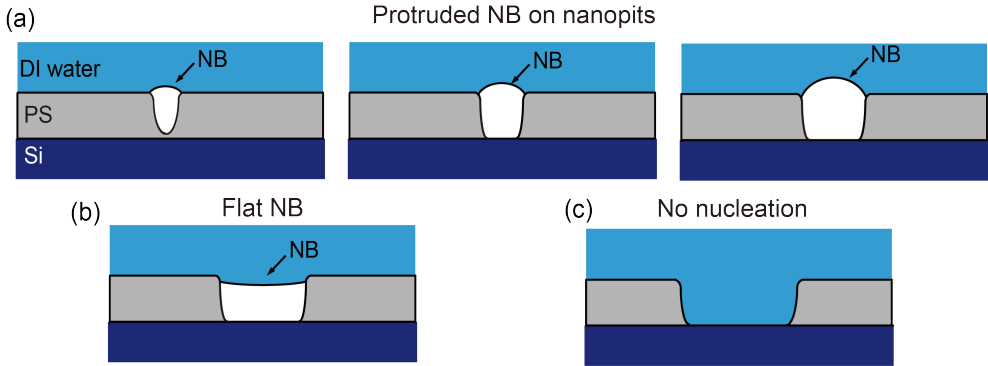 (a)
Protruded NB on nanopits
DI water
NB
PS
Si
NB
NB
(b)
Flat NB
NB
(c)
No nucleation